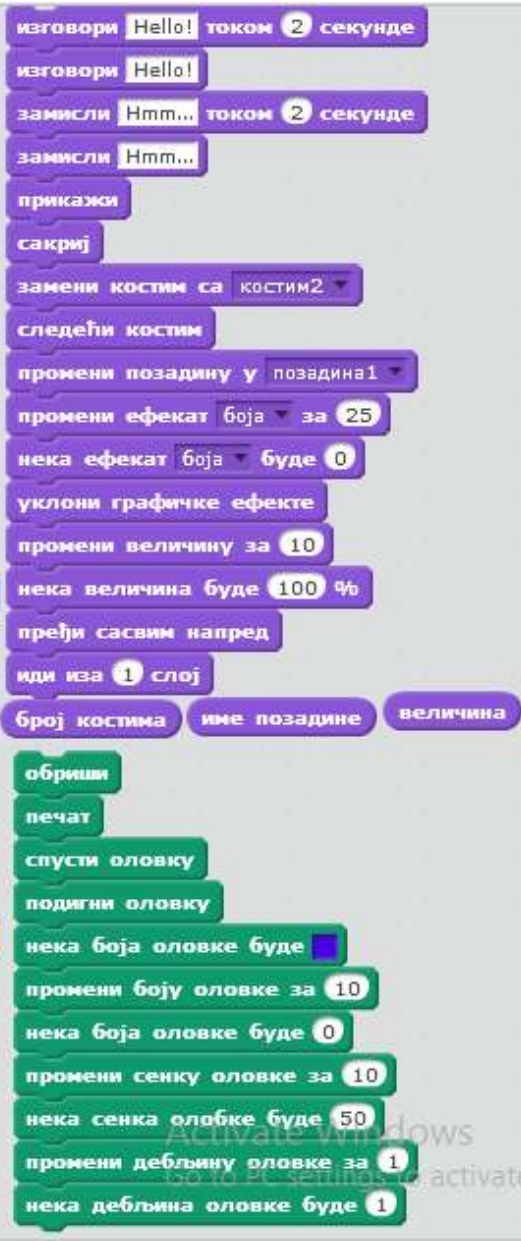 изговори Hello! током 2 секунде
изговори Hello!
замисли Hmm... током 2 секунде
замисли Hmm...
прикажи
сакриј
замени костим са костим2
следећи костим
промени позадину у позадина1
промени ефекат боја за 25
нека ефекат боја буде 0
уклони графичке ефекте
промени величину за 10
нека величина буде 100 %
пређи сасвим напред
иди иза 1 слој
број костима име позадине величина
обриши
печат
спусти оловку
подигни оловку
нека боја оловке буде
промени боју оловке за 10
нека боја оловке буде 0
промени сенку оловке за 10
нека сенка оловке буде 50
Activate Windows
промени дебљину оловке за 1
Go to PC settings to activate
нека дебљина оловке буде 1